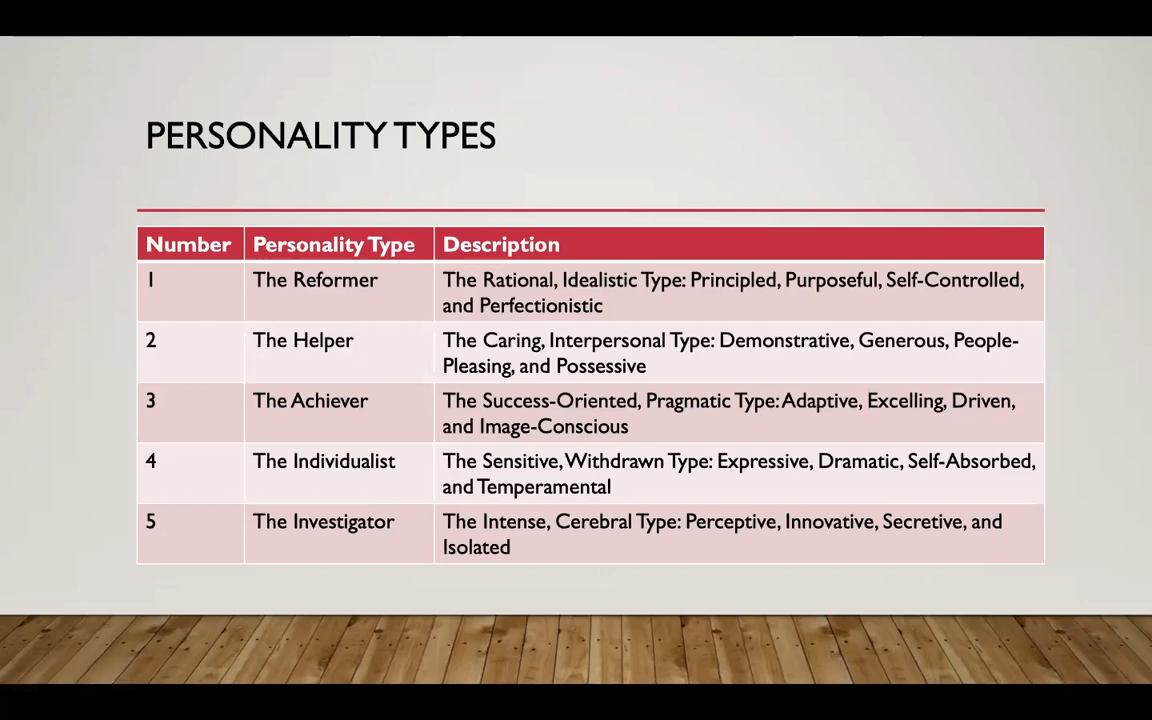 PERSONALITY TYPES
Number Personality Type Description
1 The Reformer The Rational, Idealistic Type: Principled, Purposeful, Self-Controlled,
and Perfectionistic
2 The Helper The Caring, Interpersonal Type: Demonstrative, Generous, People-
Pleasing, and Possessive
3 The Achiever The Success-Oriented, Pragmatic Type: Adaptive, Excelling, Driven,
and Image-Conscious
4 The Individualist The Sensitive, Withdrawn Type: Expressive, Dramatic, Self-Absorbed,
and Temperamental
5 The Investigator The Intense, Cerebral Type: Perceptive, Innovative, Secretive, and
Isolated